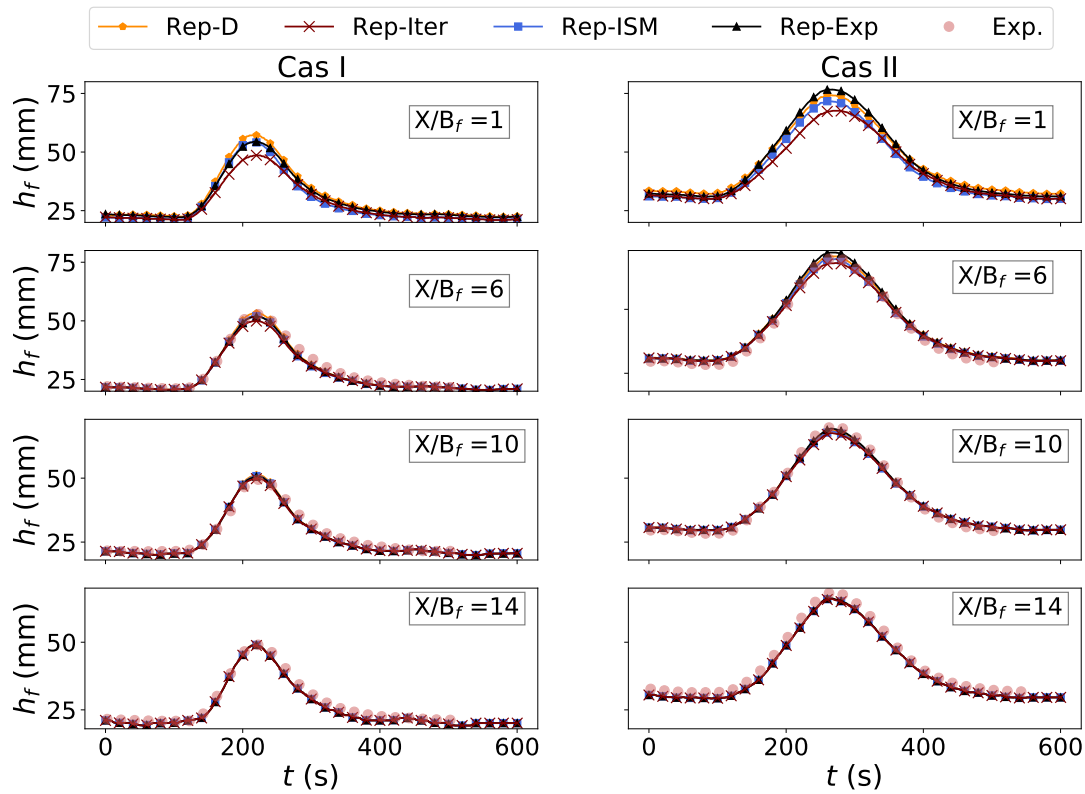 Rep-D Rep-Iter Rep-ISM Rep-Exp Exp.
Cas I Cas II
75
50
25
h_f (mm)
X/B_f =1
X/B_f =1
75
50
25
h_f (mm)
X/B_f =6
X/B_f =6
50
25
h_f (mm)
X/B_f =10
X/B_f =10
50
25
h_f (mm)
X/B_f =14
X/B_f =14
0 200 400 600
0 200 400 600
t (s)
t (s)